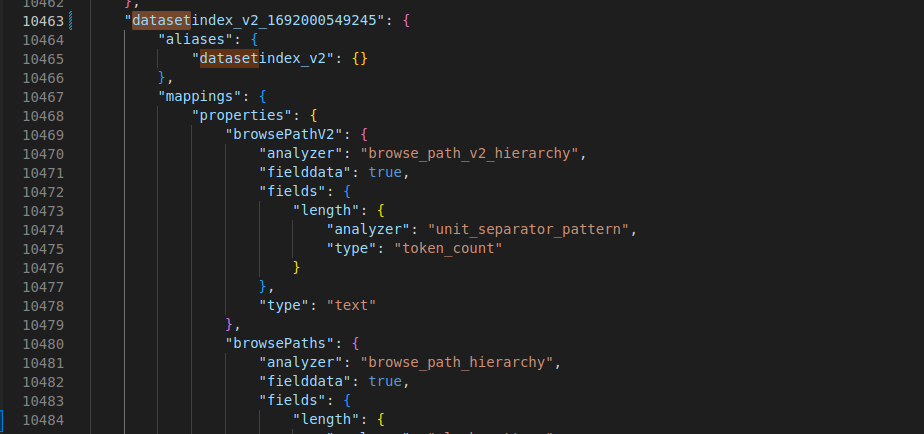 10462 },
10463 "datasetindex_v2_1692000549245": {
10464 "aliases": {
10465 "datasetindex_v2": {}
10466 },
10467 "mappings": {
10468 "properties": {
10469 "browsePathV2": {
10470 "analyzer": "browse_path_v2_hierarchy",
10471 "fielddata": true,
10472 "fields": {
10473 "length": {
10474 "analyzer": "unit_separator_pattern",
10475 "type": "token_count"
10476 }
10477 },
10478 "type": "text"
10479 },
10480 "browsePaths": {
10481 "analyzer": "browse_path_hierarchy",
10482 "fielddata": true,
10483 "fields": {
10484 "length": {